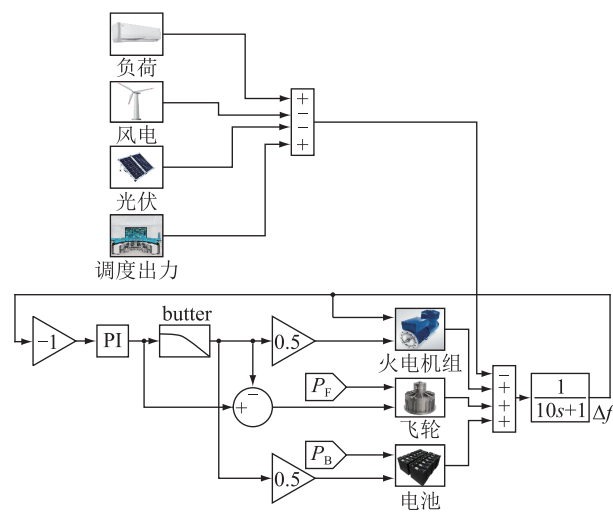 负荷
风电
光伏
调度出力
+
−
−
+
−1
PI
butter
0.5
火电机组
+
−
P_F
飞轮
P_B
0.5
电池
−
+
+
+
1
10s+1
Δf